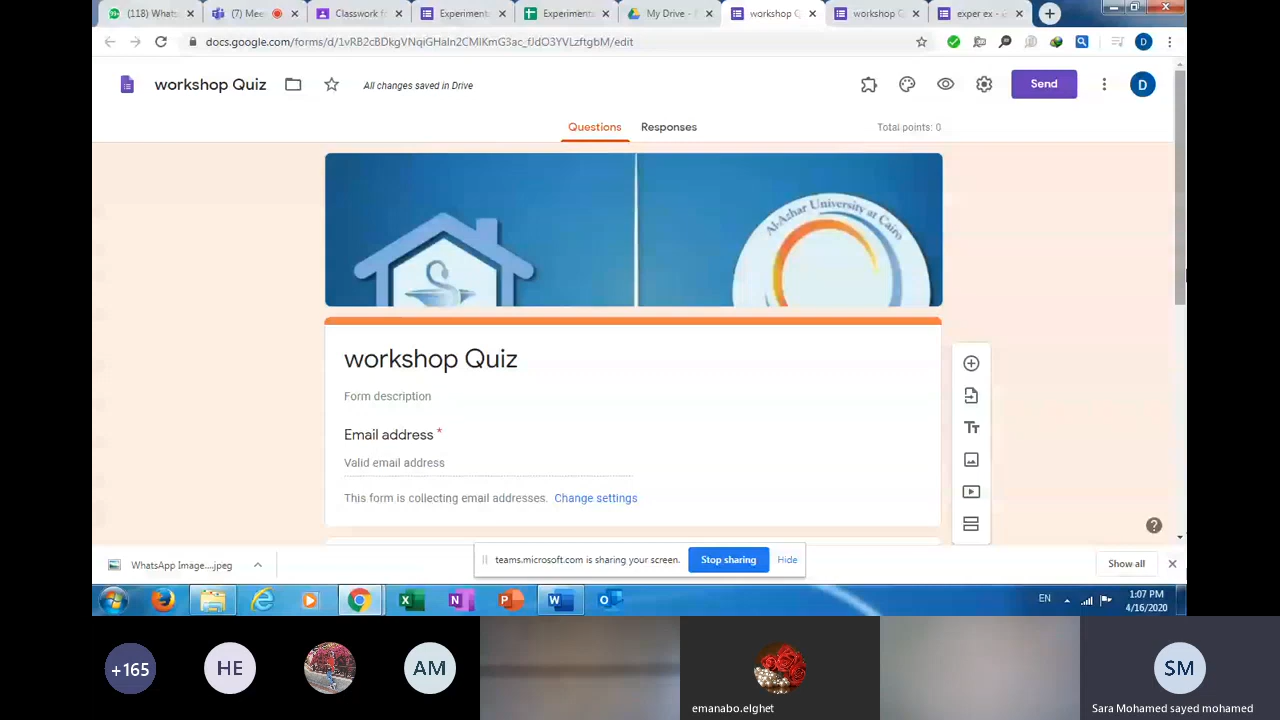 (118) Whats
(7) Mee
Classwork f
Experiment
Experiment
My Drive -
workshop Q
workshop
exper ex - e
docs.google.com/forms/d/
/edit
D
workshop Quiz
All changes saved in Drive
Send
D
Questions
Responses
Total points: 0
Al-Azhar University at Cairo
workshop Quiz
Form description
Email address *
Valid email address
This form is collecting email addresses. Change settings
teams.microsoft.com is sharing your screen.
Stop sharing
Hide
WhatsApp Image....jpeg
Show all
EN
1:07 PM
4/16/2020
+165
HE
AM
emanabo.elghet
SM
Sara Mohamed sayed mohamed